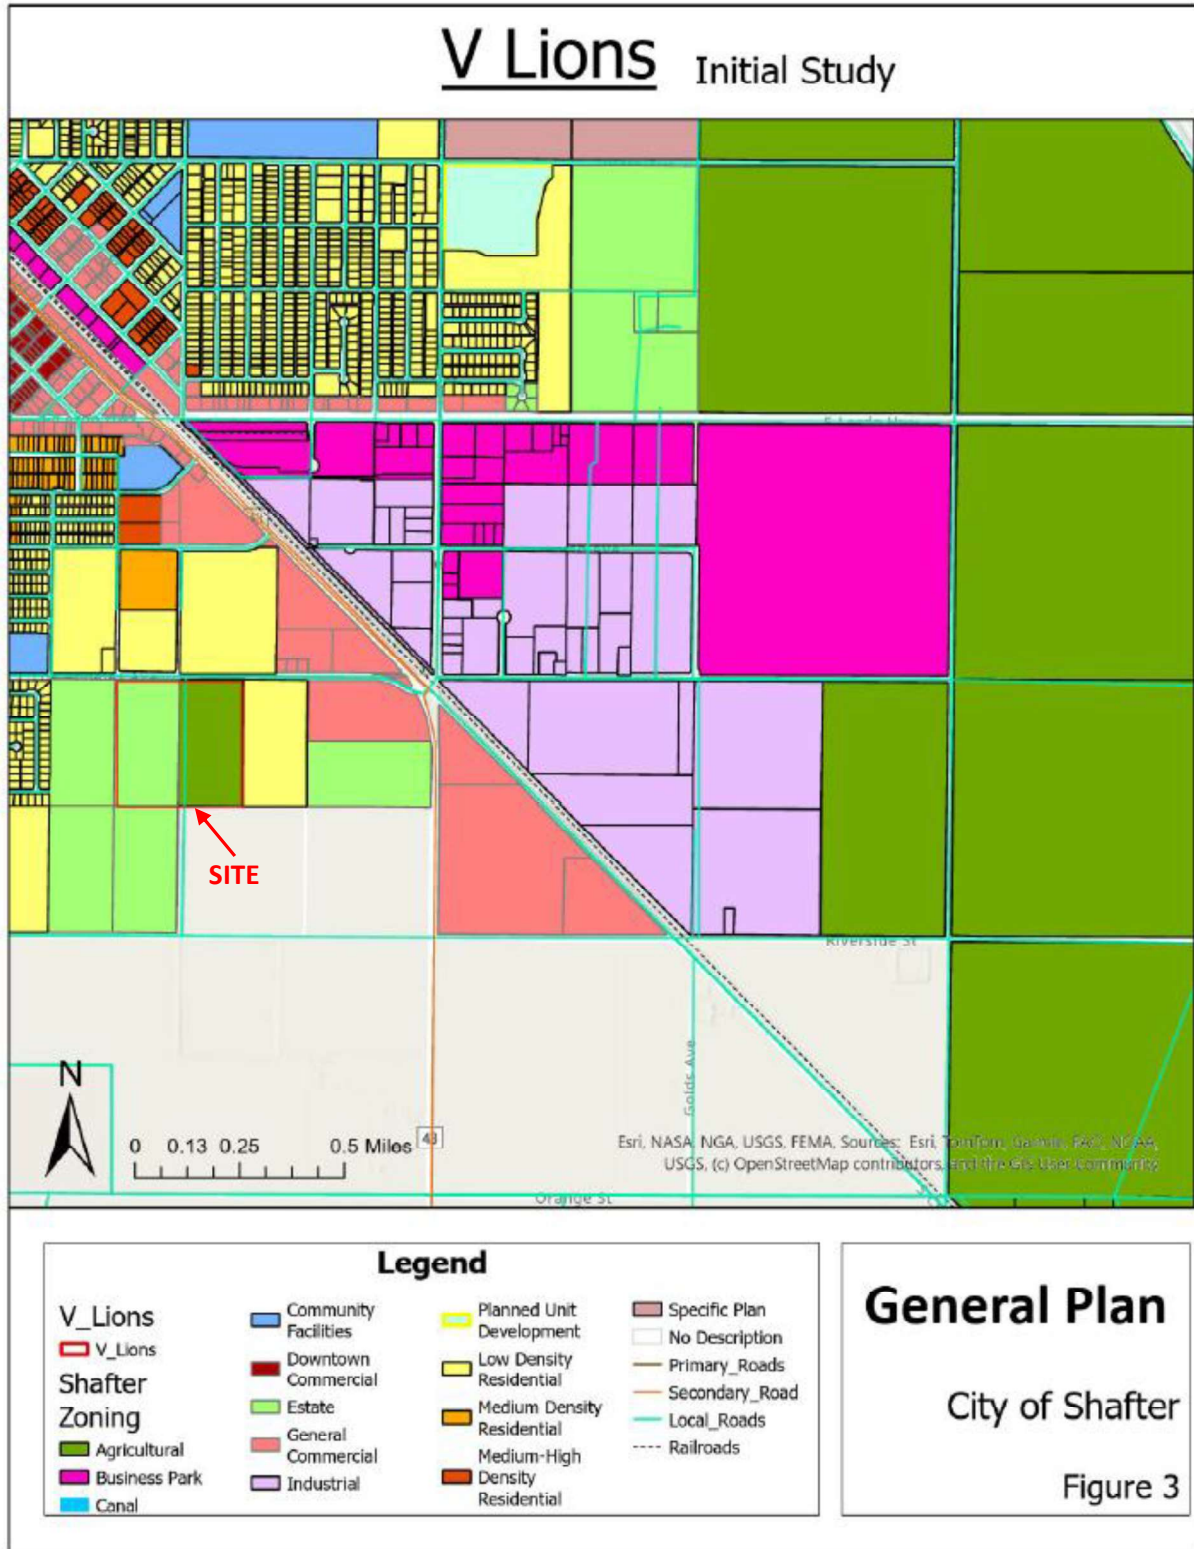 V Lions Initial Study
E Lerdo Hwy
SITE
Riverside St
Golds Ave
N
0 0.13 0.25 0.5 Miles
43
Esri, NASA, NGA, USGS, FEMA. Sources: Esri, TomTom, Garmin, FAO, NOAA,
USGS, (c) OpenStreetMap contributors, and the GIS User Community
Orange St
Legend
V_Lions
V_Lions
Shafter
Zoning
Agricultural
Business Park
Canal
Community
Facilities
Downtown
Commercial
Estate
General
Commercial
Industrial
Planned Unit
Development
Low Density
Residential
Medium Density
Residential
Medium-High
Density
Residential
Specific Plan
No Description
Primary_Roads
Secondary_Road
Local_Roads
Railroads
General Plan
City of Shafter
Figure 3